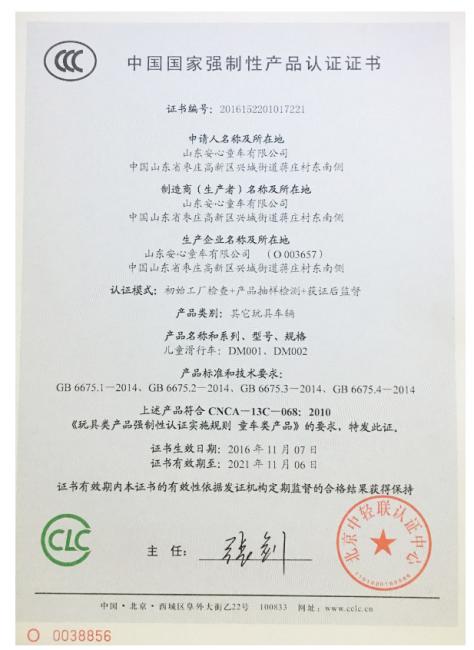 中国国家强制性产品认证证书
证书编号：2016152201017221
申请人名称及所在地
山东安心童车有限公司
中国山东省枣庄高新区兴城街道蒋庄村东南侧
制造商（生产者）名称及所在地
山东安心童车有限公司
中国山东省枣庄高新区兴城街道蒋庄村东南侧
生产企业名称及所在地
山东安心童车有限公司 （O 003657）
中国山东省枣庄高新区兴城街道蒋庄村东南侧
认证模式：初始工厂检查+产品抽样检测+获证后监督
产品类别：其它玩具车辆
产品名称和系列、型号、规格
儿童滑行车：DM001、DM002
产品标准和技术要求：
GB 6675.1－2014、GB 6675.2－2014、GB 6675.3－2014、GB 6675.4－2014
上述产品符合 CNCA－13C－068：2010
《玩具类产品强制性认证实施规则 童车类产品》的要求，特发此证。
证书生效日期：2016 年 11 月 07 日
证书有效期至：2021 年 11 月 06 日
证书有效期内本证书的有效性依据发证机构定期监督的合格结果获得保持
CLC
主 任：
张剑
北京中轻联认证中心
中国·北京·西城区阜外大街乙22号 100833 网址：www.cclc.cn
O 0038856